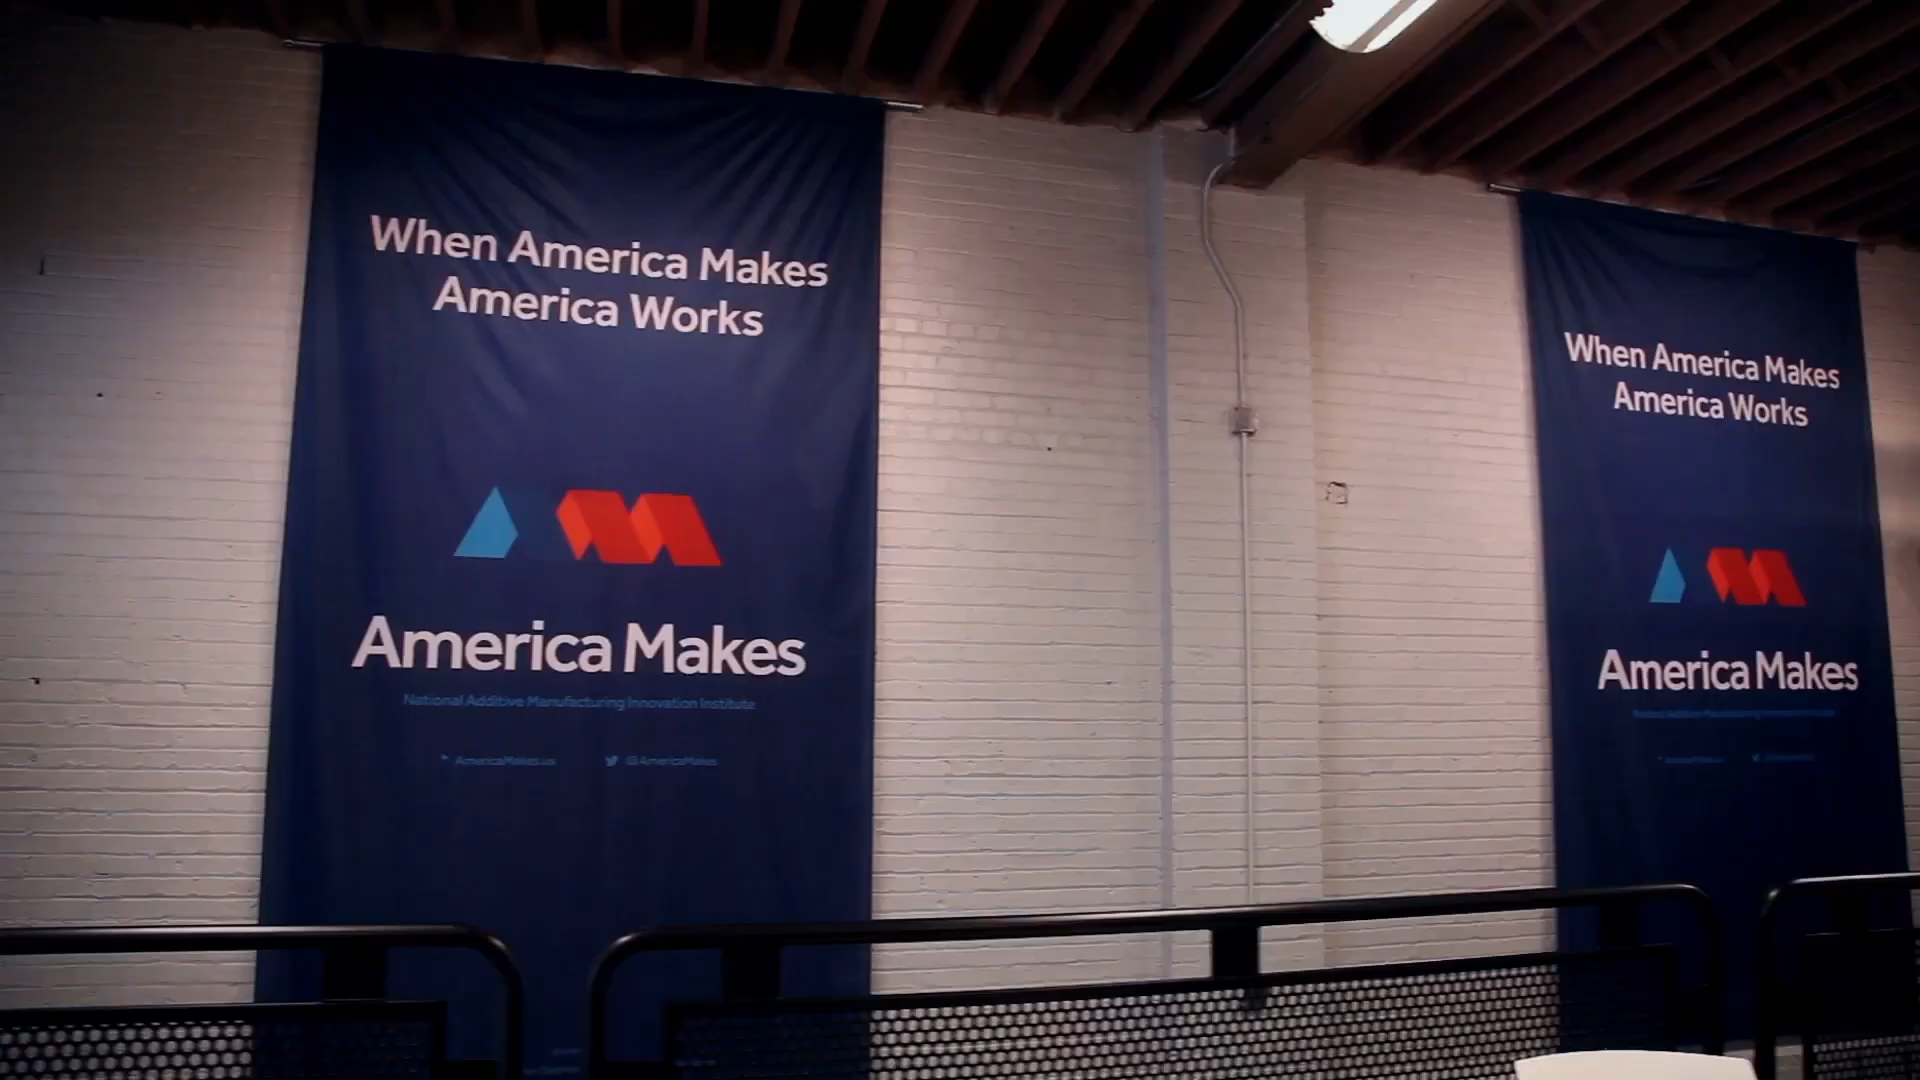 When America Makes
America Works
America Makes
National Additive Manufacturing Innovation Institute
AmericaMakes.us
@AmericaMakes
When America Makes
America Works
America Makes